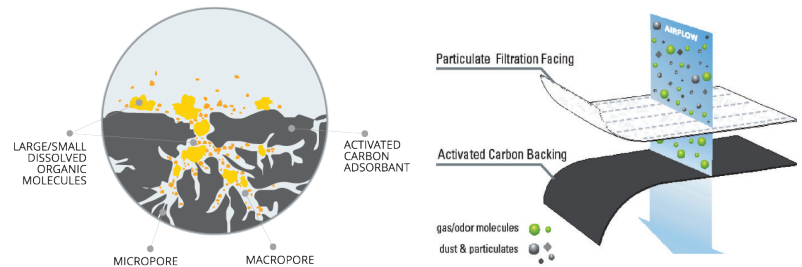 LARGE/SMALL
DISSOLVED
ORGANIC
MOLECULES
ACTIVATED
CARBON
ADSORBANT
MICROPORE
MACROPORE
AIRFLOW
Particulate Filtration Facing
Activated Carbon Backing
gas/odor molecules
dust & particulates